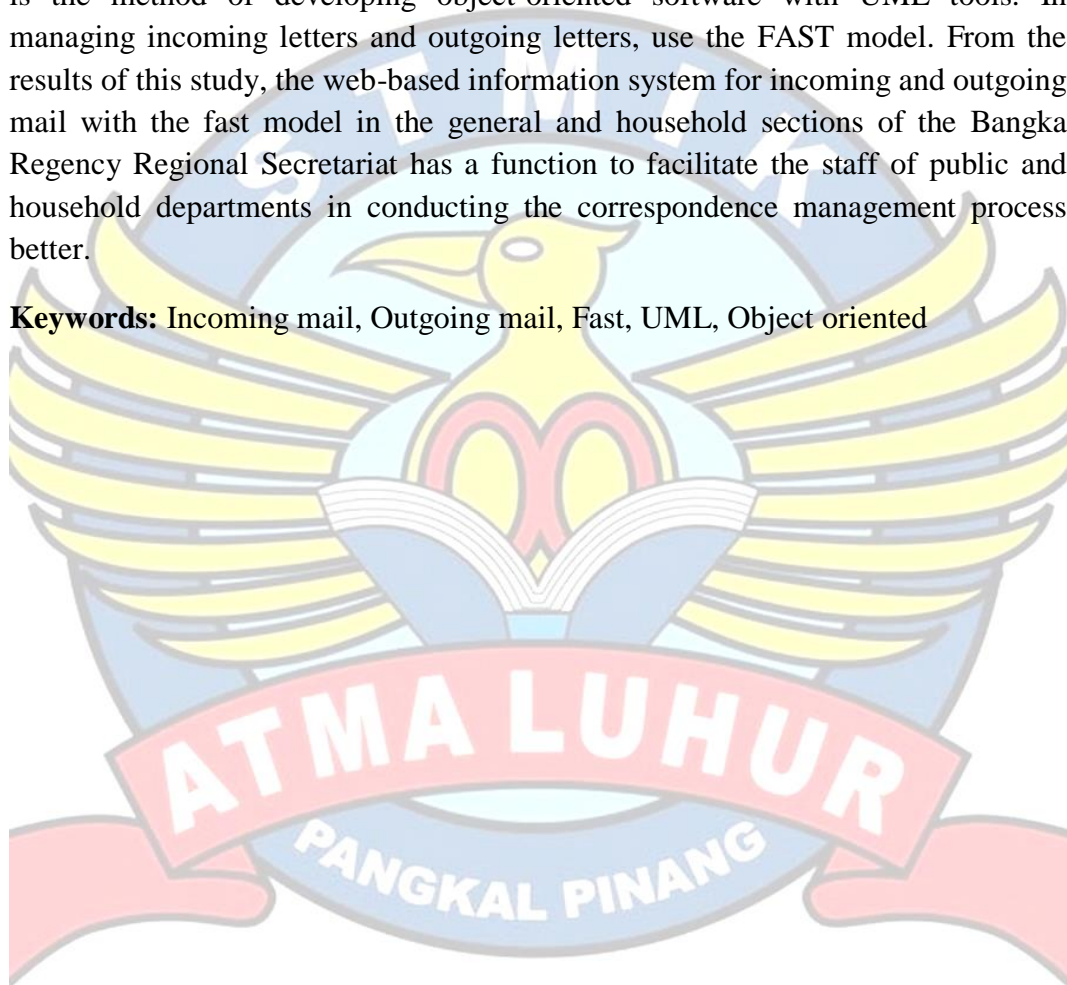 is the method of developing object-oriented software with UML tools. In
managing incoming letters and outgoing letters, use the FAST model. From the
results of this study, the web-based information system for incoming and outgoing
mail with the fast model in the general and household sections of the Bangka
Regency Regional Secretariat has a function to facilitate the staff of public and
household departments in conducting the correspondence management process
better.
Keywords: Incoming mail, Outgoing mail, Fast, UML, Object oriented
STMIK
ATMA LUHUR
PANGKAL PINANG